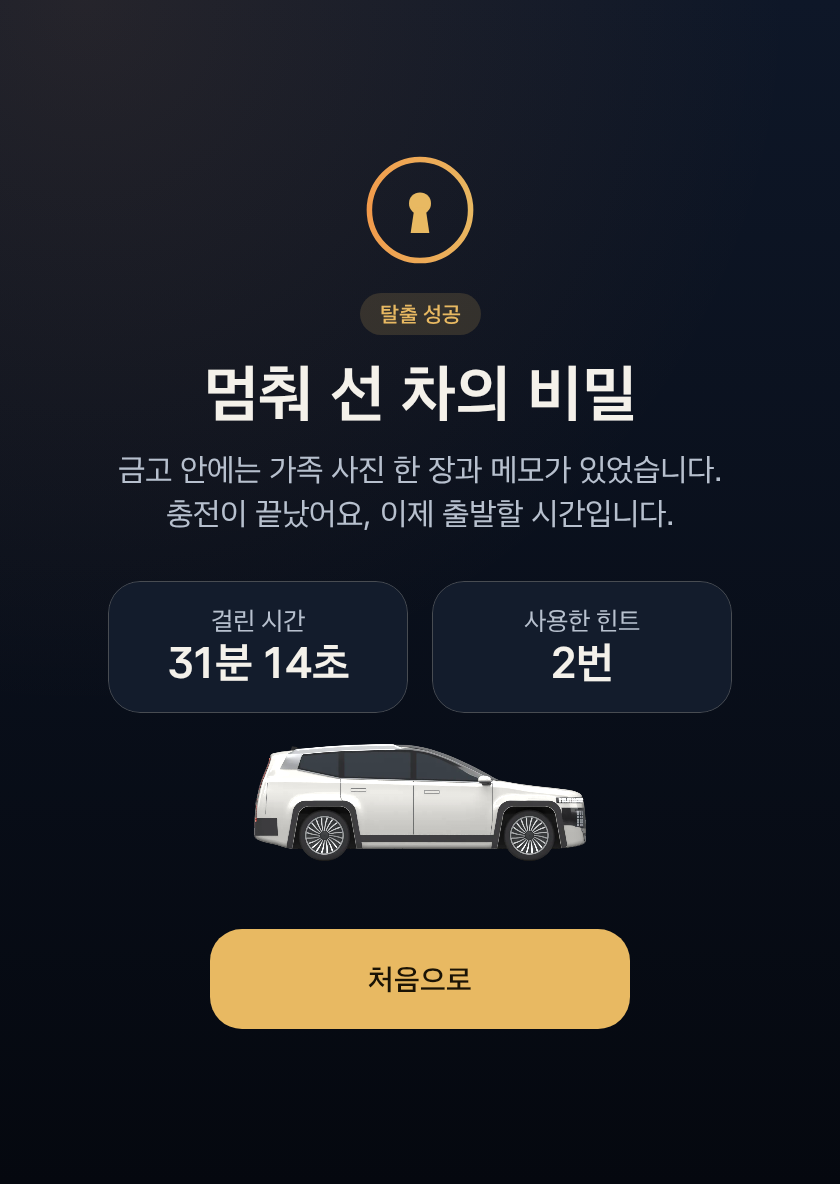 탈출 성공
멈춰 선 차의 비밀
금고 안에는 가족 사진 한 장과 메모가 있었습니다.
충전이 끝났어요, 이제 출발할 시간입니다.
걸린 시간
31분 14초
사용한 힌트
2번
처음으로